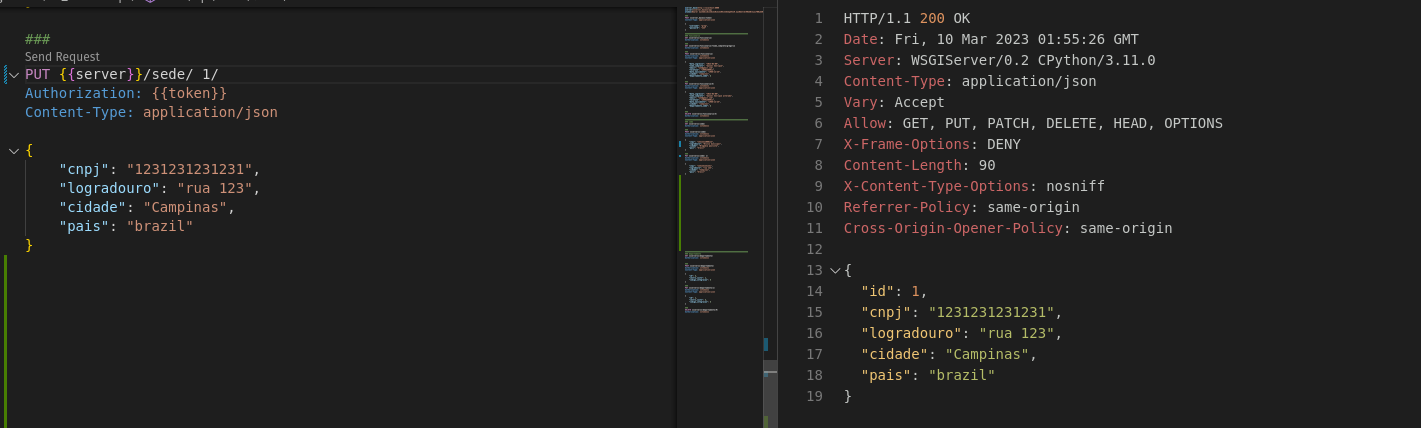 ###
Send Request
PUT {{server}}/sede/ 1/
Authorization: {{token}}
Content-Type: application/json
{
"cnpj": "1231231231231",
"logradouro": "rua 123",
"cidade": "Campinas",
"pais": "brazil"
}
1 HTTP/1.1 200 OK
2 Date: Fri, 10 Mar 2023 01:55:26 GMT
3 Server: WSGIServer/0.2 CPython/3.11.0
4 Content-Type: application/json
5 Vary: Accept
6 Allow: GET, PUT, PATCH, DELETE, HEAD, OPTIONS
7 X-Frame-Options: DENY
8 Content-Length: 90
9 X-Content-Type-Options: nosniff
10 Referrer-Policy: same-origin
11 Cross-Origin-Opener-Policy: same-origin
12
13 {
14 "id": 1,
15 "cnpj": "1231231231231",
16 "logradouro": "rua 123",
17 "cidade": "Campinas",
18 "pais": "brazil"
19 }